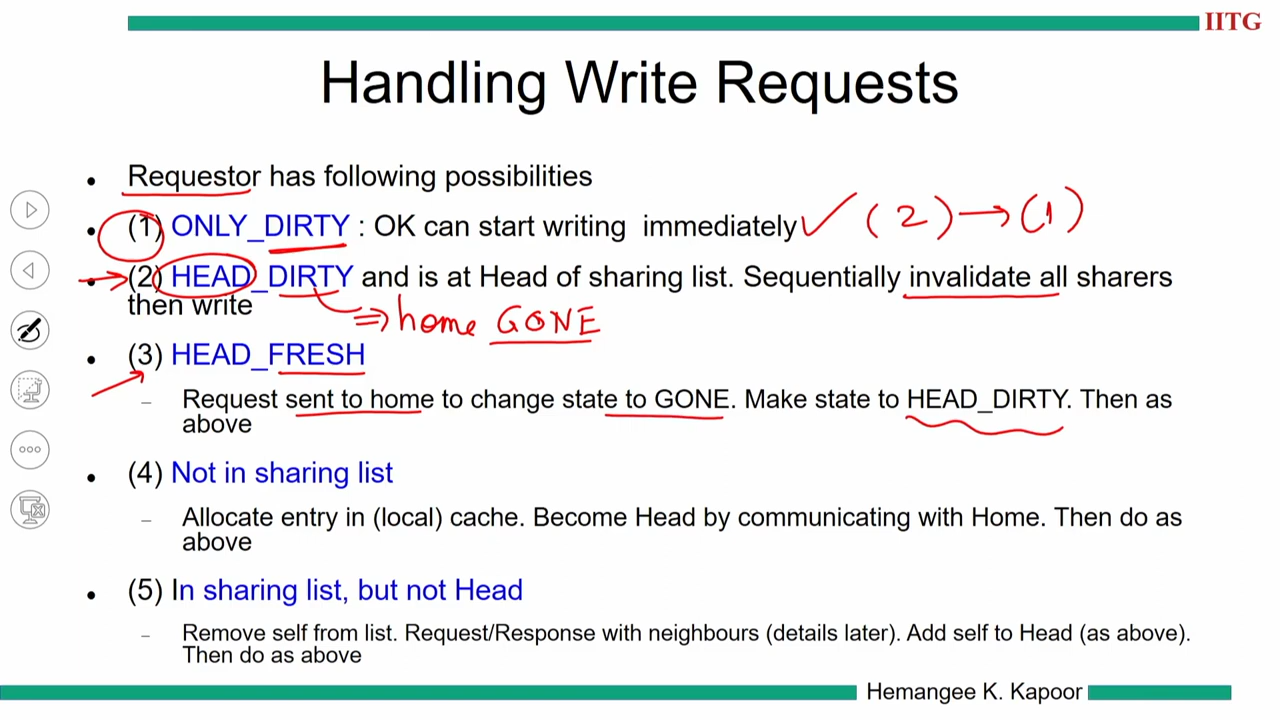 IITG
Handling Write Requests
• Requestor has following possibilities
• (1) ONLY_DIRTY : OK can start writing immediately ✓ (2) → (1)
• (2) HEAD_DIRTY and is at Head of sharing list. Sequentially invalidate all sharers
then write
⇒ home GONE
• (3) HEAD_FRESH
– Request sent to home to change state to GONE. Make state to HEAD_DIRTY. Then as
above
• (4) Not in sharing list
– Allocate entry in (local) cache. Become Head by communicating with Home. Then do as
above
• (5) In sharing list, but not Head
– Remove self from list. Request/Response with neighbours (details later). Add self to Head (as above).
Then do as above
Hemangee K. Kapoor